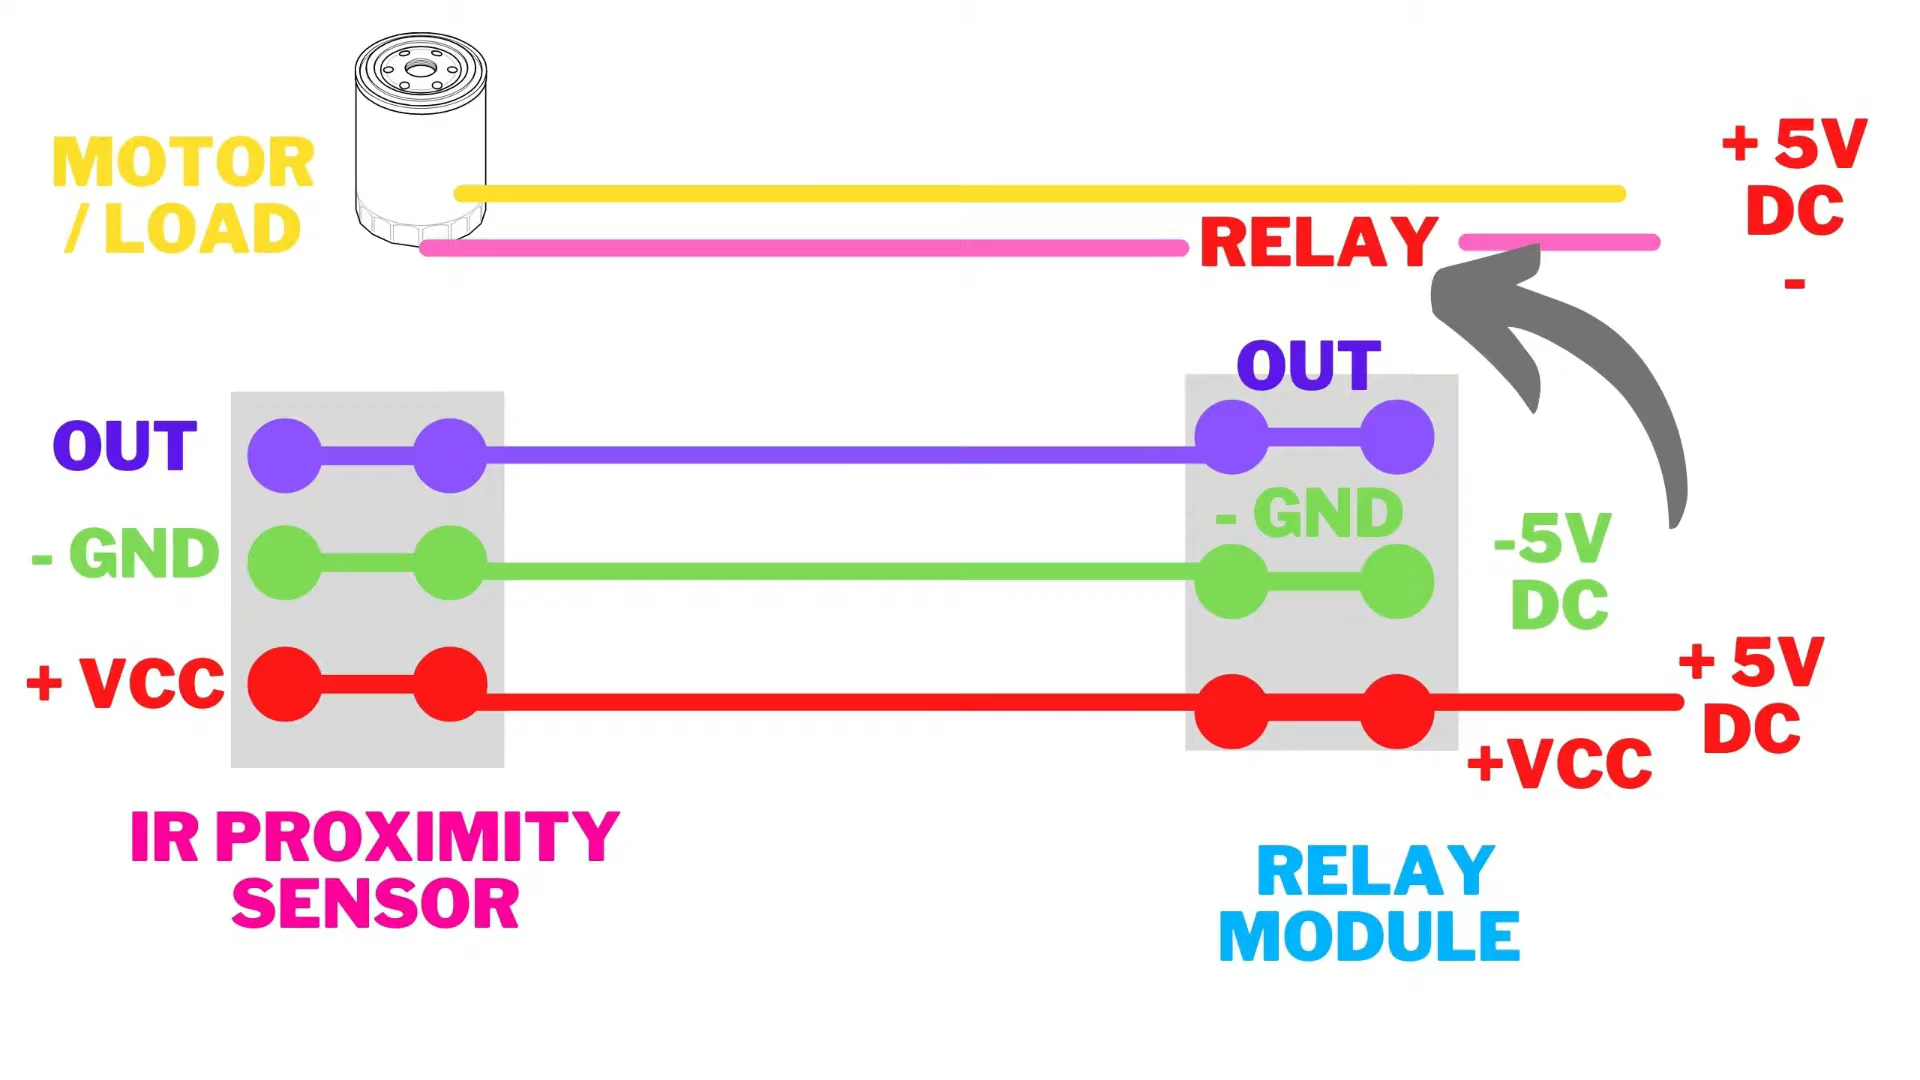 MOTOR
/ LOAD
+ 5V
DC
-
RELAY
OUT
OUT
- GND
- GND
-5V
DC
+ VCC
+ 5V
DC
+VCC
IR PROXIMITY
SENSOR
RELAY
MODULE